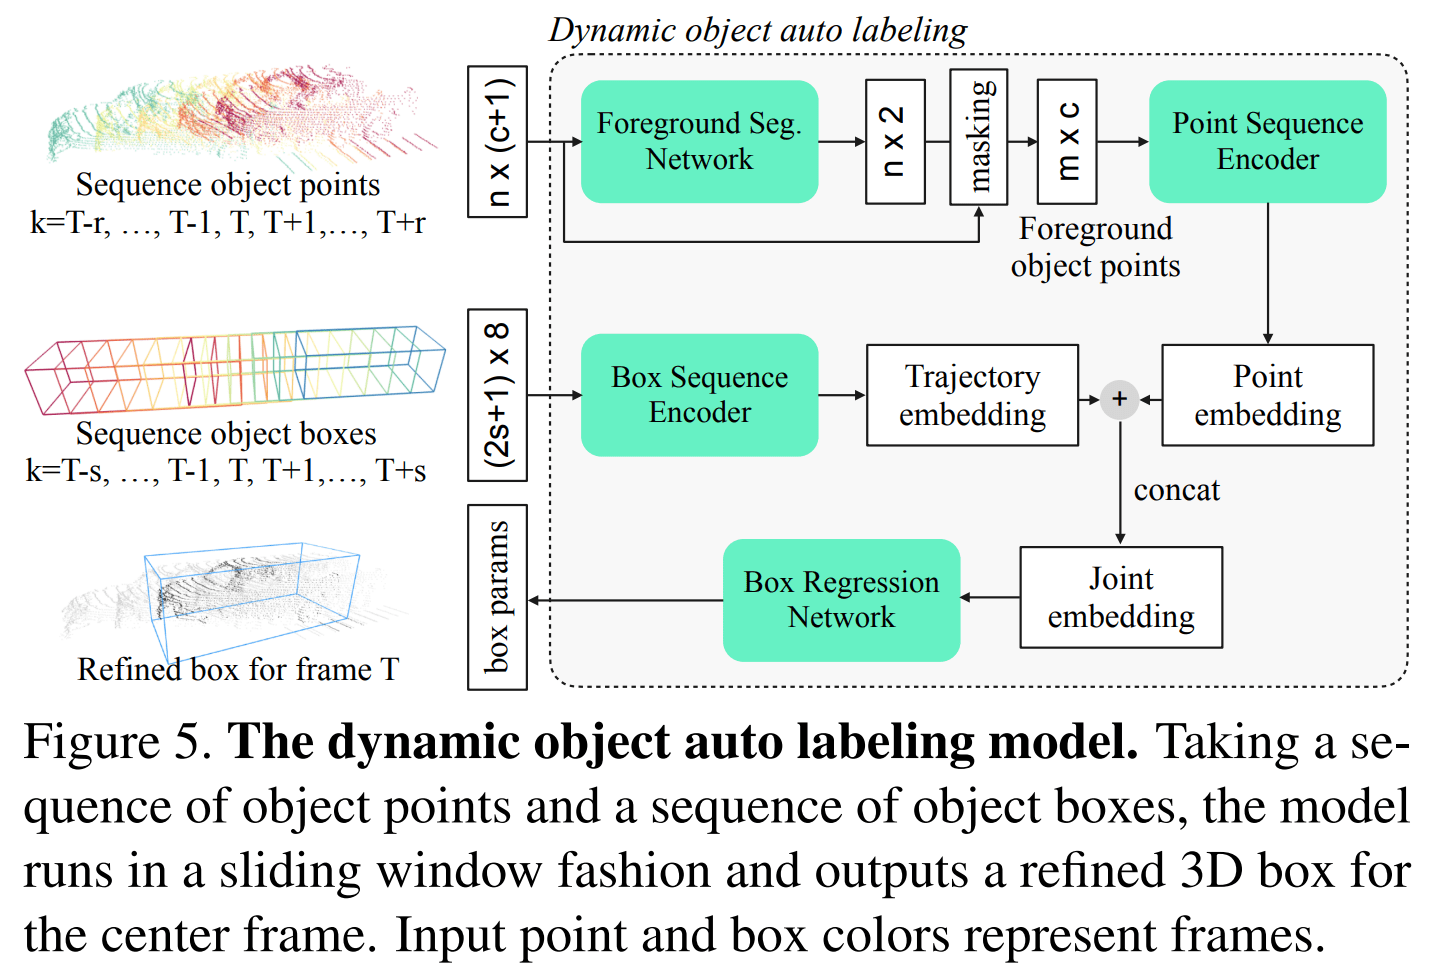 Dynamic object auto labeling
Sequence object points
k=T-r, …, T-1, T, T+1,…, T+r
n x (c+1)
Foreground Seg.
Network
n x 2
masking
m x c
Foreground
object points
Point Sequence
Encoder
Sequence object boxes
k=T-s, …, T-1, T, T+1,…, T+s
(2s+1) x 8
Box Sequence
Encoder
Trajectory
embedding
+
Point
embedding
concat
Joint
embedding
Box Regression
Network
box params
Refined box for frame T
Figure 5. The dynamic object auto labeling model. Taking a se-
quence of object points and a sequence of object boxes, the model
runs in a sliding window fashion and outputs a refined 3D box for
the center frame. Input point and box colors represent frames.